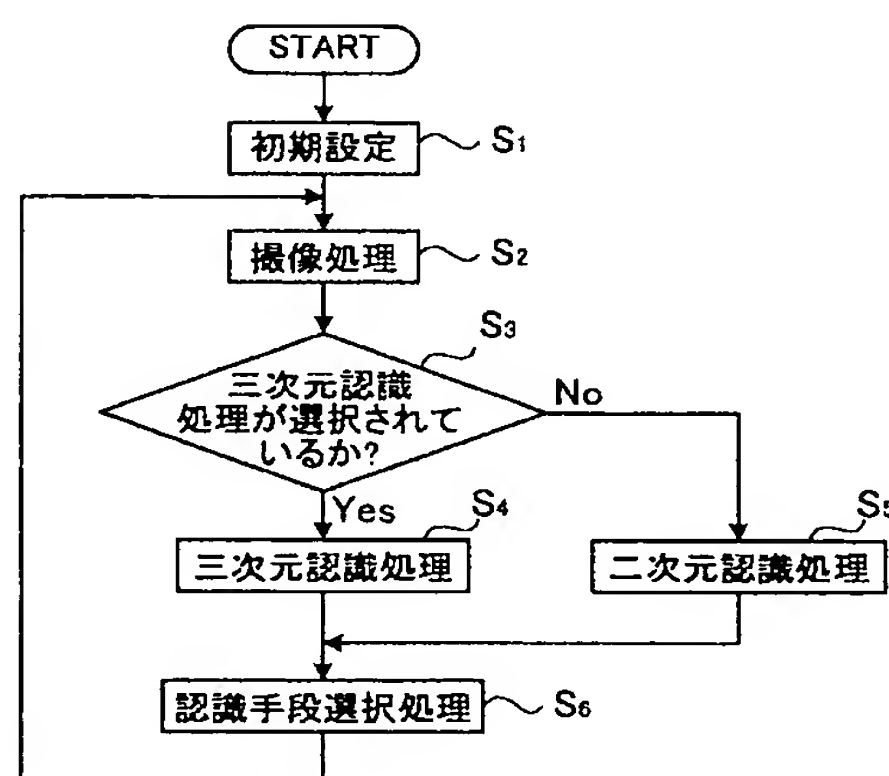 START
初期設定
S1
撮像処理
S2
S3
三次元認識
処理が選択されて
いるか?
No
Yes
S4
S5
三次元認識処理
二次元認識処理
認識手段選択処理
S6